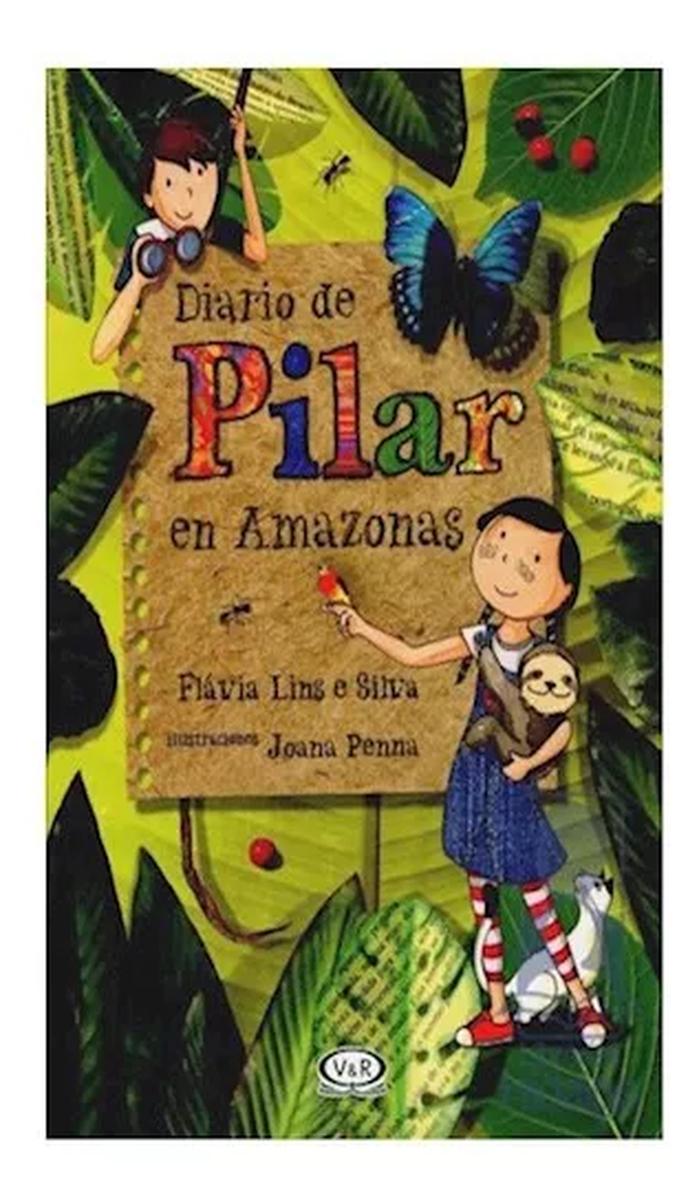 Diario de
Pilar
en Amazonas
Flávia Lins e Silva
ilustraciones Joana Penna
V&R